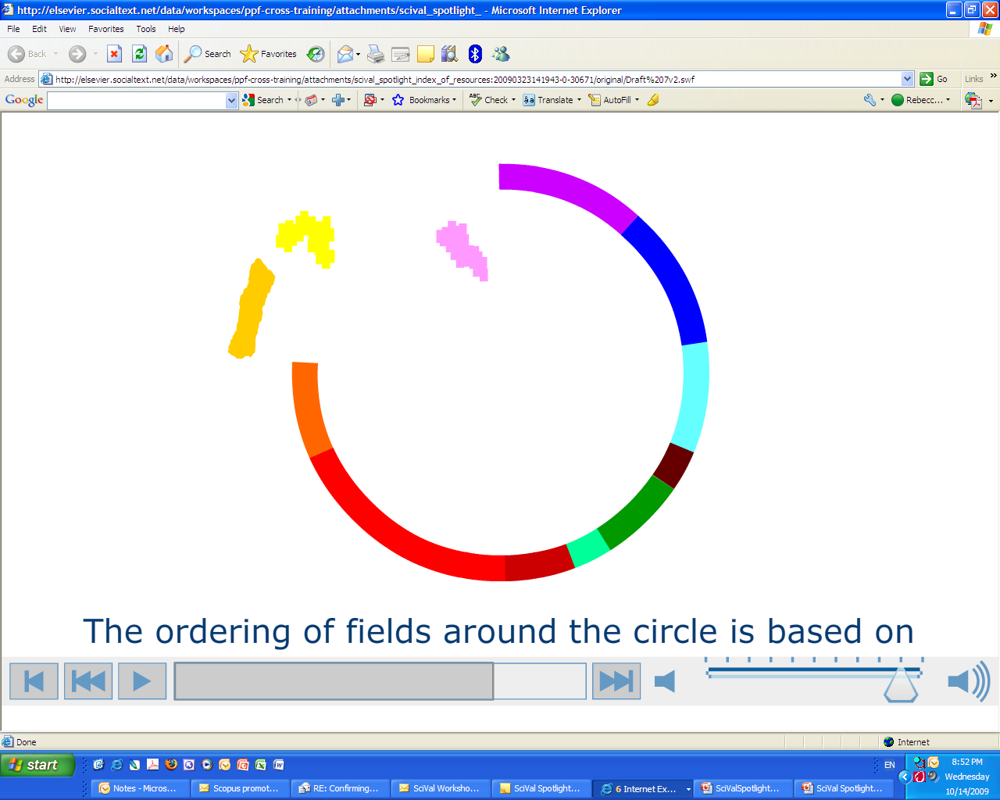 http://elsevier.socialtext.net/data/workspaces/ppf-cross-training/attachments/scival_spotlight_ - Microsoft Internet Explorer
File Edit View Favorites Tools Help
Back Search Favorites
Address http://elsevier.socialtext.net/data/workspaces/ppf-cross-training/attachments/scival_spotlight_index_of_resources:20090323141943-0-30671/original/Draft%207v2.swf Go Links »
Google Search Bookmarks ABC Check Translate AutoFill Rebecc...
The ordering of fields around the circle is based on
Done Internet
start EN 8:52 PM
Wednesday
Notes - Micros... Scopus promot... RE: Confirming... SciVal Worksho... SciVal Spotlight... 6 Internet Ex... SciValSpotlight... SciVal Spotlight... 10/14/2009